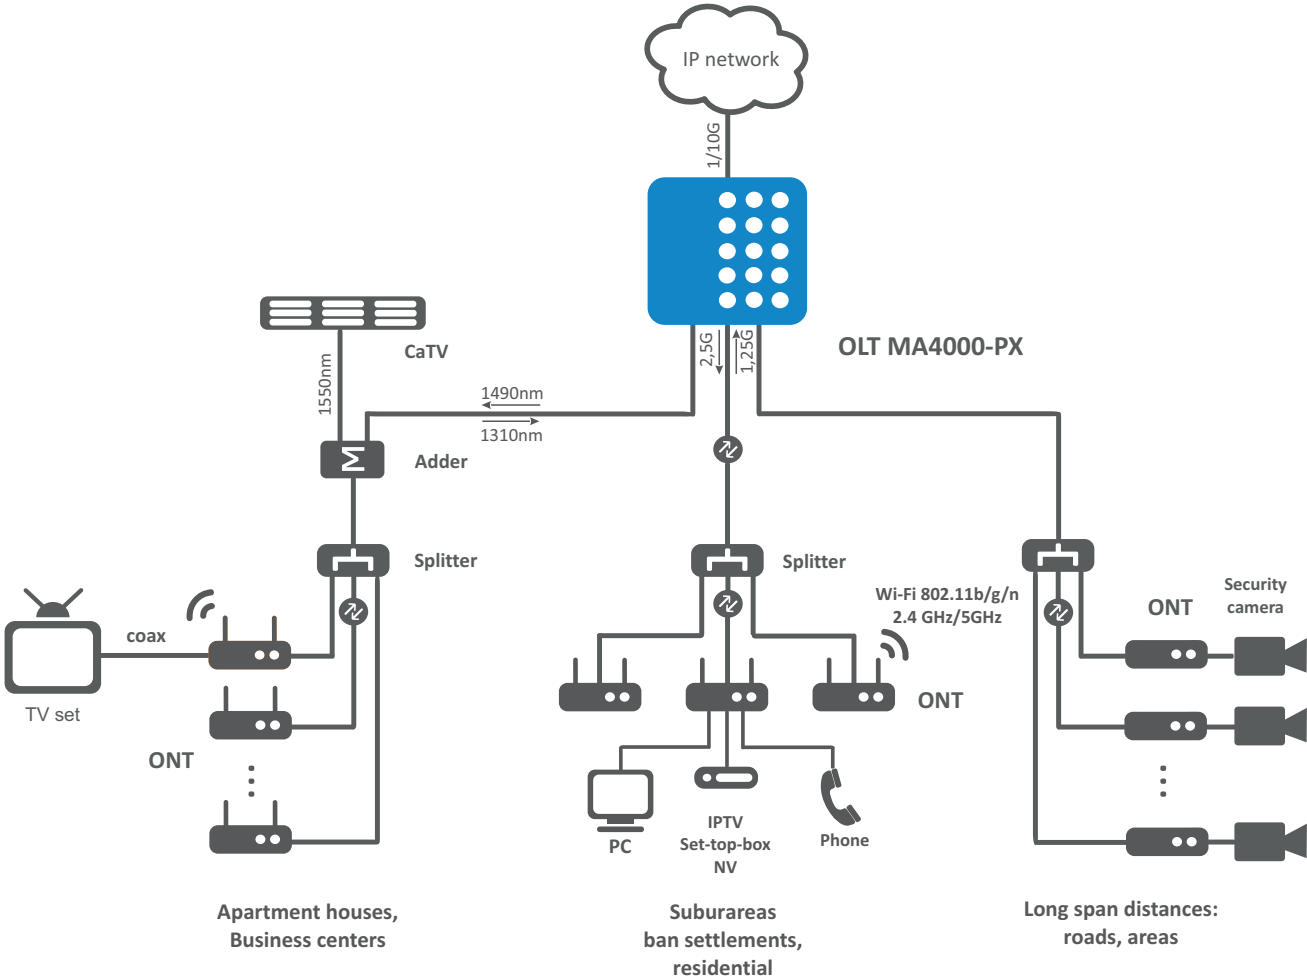 IP network
1/10G
2,5G
1,25G
OLT MA4000-PX
CaTV
1550nm
1490nm
1310nm
M
Adder
Splitter
Splitter
Wi-Fi 802.11b/g/n
2.4 GHz/5GHz
ONT
Security
camera
coax
TV set
ONT
ONT
PC
IPTV
Set-top-box
NV
Phone
Apartment houses,
Business centers
Suburareas
ban settlements,
residential
Long span distances:
roads, areas